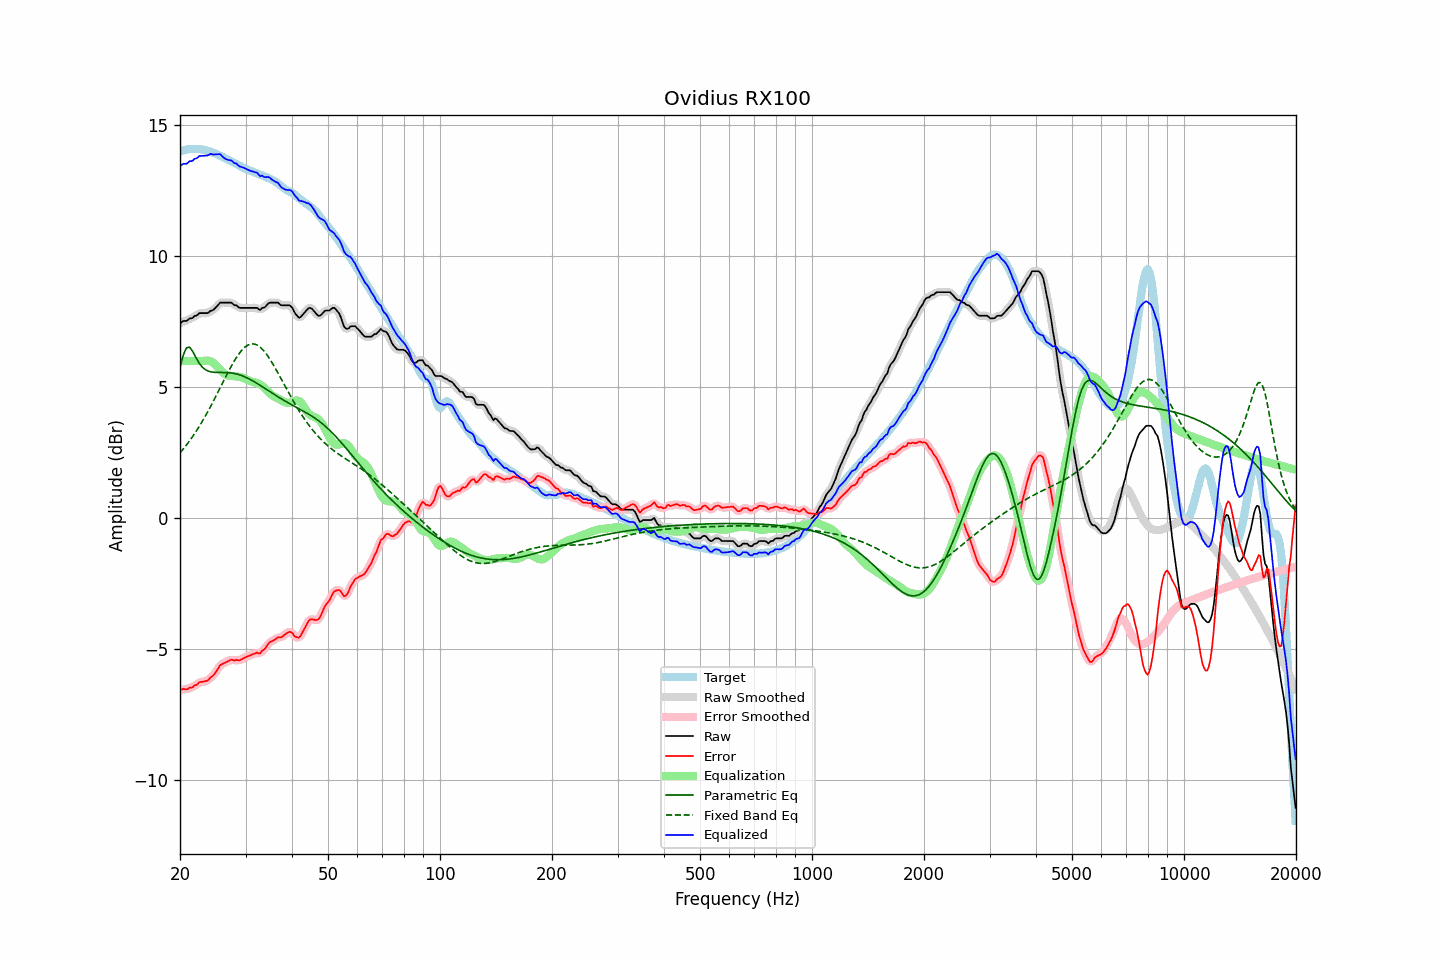 Ovidius RX100
15
10
5
0
−5
−10
Amplitude (dBr)
20
50
100
200
500
1000
2000
5000
10000
20000
Frequency (Hz)
Target
Raw Smoothed
Error Smoothed
Raw
Error
Equalization
Parametric Eq
Fixed Band Eq
Equalized